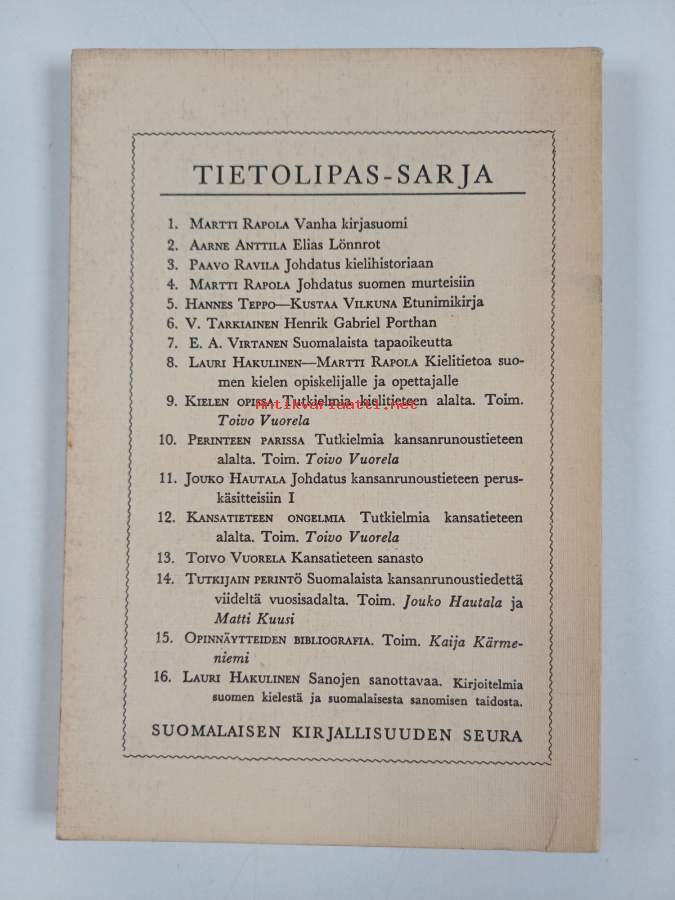 TIETOLIPAS-SARJA
1. MARTTI RAPOLA Vanha kirjasuomi
2. AARNE ANTTILA Elias Lönnrot
3. PAAVO RAVILA Johdatus kielihistoriaan
4. MARTTI RAPOLA Johdatus suomen murteisiin
5. HANNES TEPPO—KUSTAA VILKUNA Etunimikirja
6. V. TARKIAINEN Henrik Gabriel Porthan
7. E. A. VIRTANEN Suomalaista tapaoikeutta
8. LAURI HAKULINEN—MARTTI RAPOLA Kielitietoa suo-
men kielen opiskelijalle ja opettajalle
9. KIELEN OPISSA Tutkielmia kielitieteen alalta. Toim.
antikvariaatti.net
Toivo Vuorela
10. PERINTEEN PARISSA Tutkielmia kansanrunoustieteen
alalta. Toim. Toivo Vuorela
11. JOUKO HAUTALA Johdatus kansanrunoustieteen perus-
käsitteisiin I
12. KANSATIETEEN ONGELMIA Tutkielmia kansatieteen
alalta. Toim. Toivo Vuorela
13. TOIVO VUORELA Kansatieteen sanasto
14. TUTKIJAIN PERINTÖ Suomalaista kansanrunoustiedettä
viideltä vuosisadalta. Toim. Jouko Hautala ja
Matti Kuusi
15. OPINNÄYTTEIDEN BIBLIOGRAFIA. Toim. Kaija Kärme-
niemi
16. LAURI HAKULINEN Sanojen sanottavaa. Kirjoitelmia
suomen kielestä ja suomalaisesta sanomisen taidosta.
SUOMALAISEN KIRJALLISUUDEN SEURA